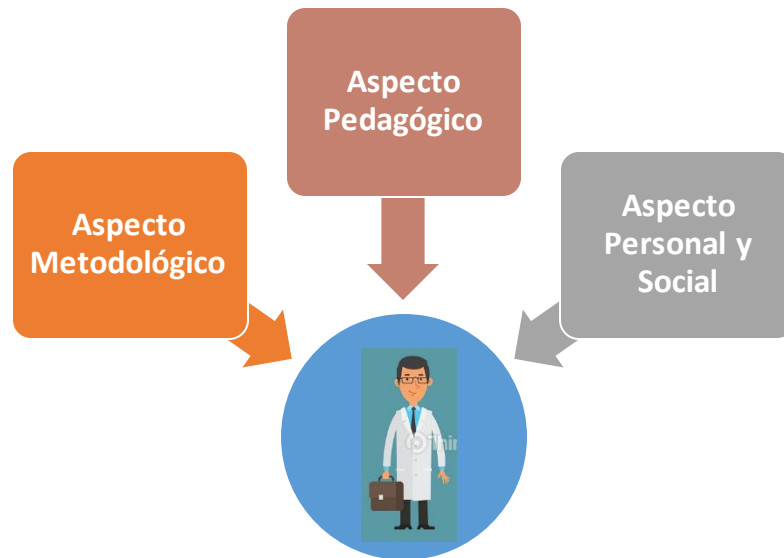 Aspecto
Pedagógico
Aspecto
Metodológico
Aspecto
Personal y
Social